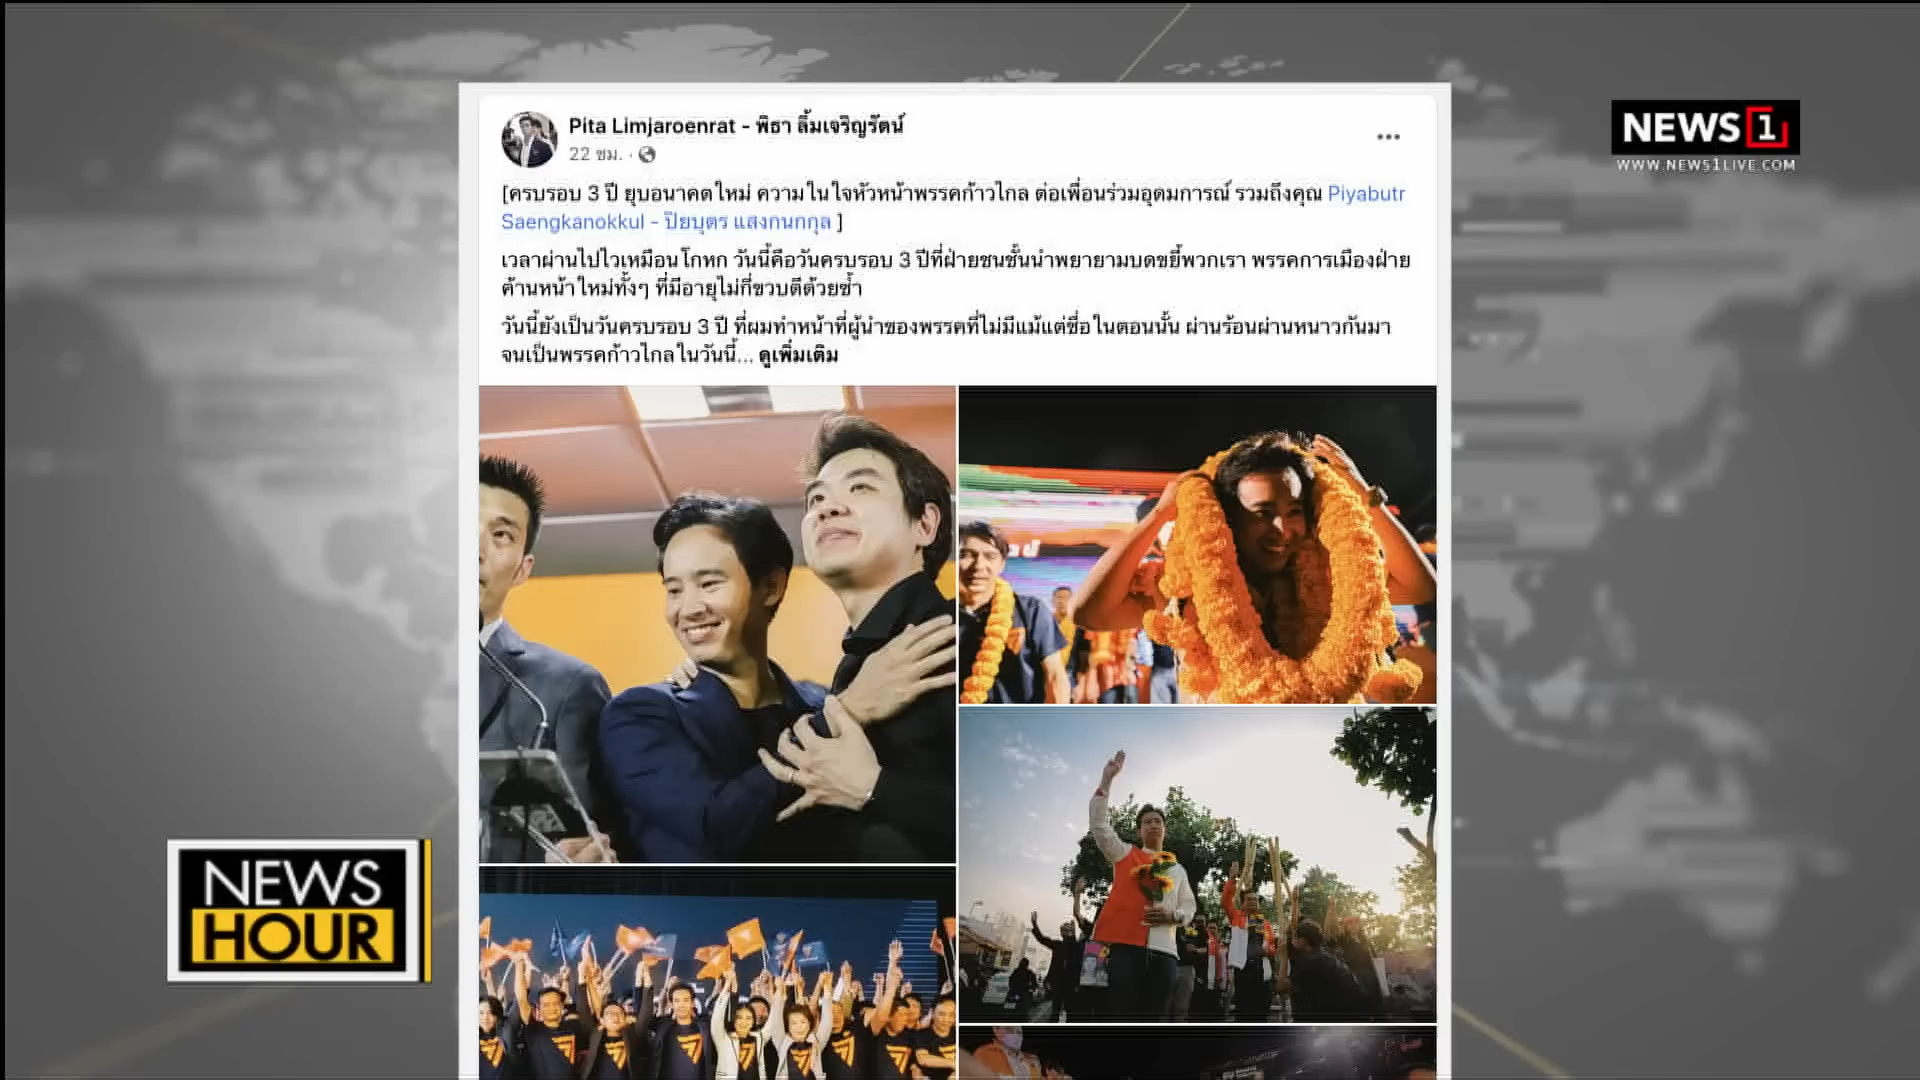 Pita Limjaroenrat - พิธา ลิ้มเจริญรัตน์
22 ชม. ·
[ครบรอบ 3 ปี ยุบอนาคตใหม่ ความในใจหัวหน้าพรรคก้าวไกล ต่อเพื่อนร่วมอุดมการณ์ รวมถึงคุณ Piyabutr
Saengkanokkul - ปิยบุตร แสงกนกกุล ]
เวลาผ่านไปไวเหมือนโกหก วันนี้คือวันครบรอบ 3 ปีที่ฝ่ายชนชั้นนำพยายามบดขยี้พวกเรา พรรคการเมืองฝ่าย
ค้านหน้าใหม่ทั้งๆ ที่มีอายุไม่กี่ขวบดีด้วยซ้ำ
วันนี้ยังเป็นวันครบรอบ 3 ปี ที่ผมทำหน้าที่ผู้นำของพรรคที่ไม่มีแม้แต่ชื่อในตอนนั้น ผ่านร้อนผ่านหนาวกันมา
จนเป็นพรรคก้าวไกลในวันนี้... ดูเพิ่มเติม
NEWS 1
WWW.NEWS1LIVE.COM
NEWS
HOUR